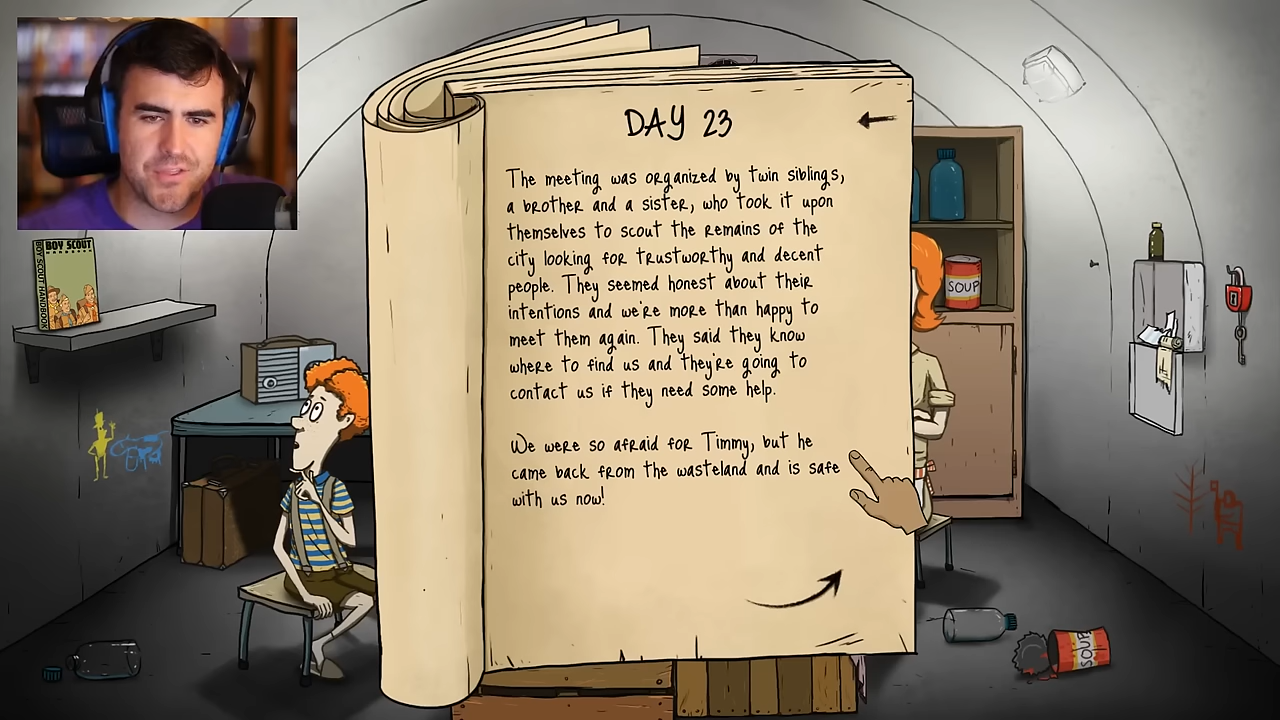 DAY 23
The meeting was organized by twin siblings,
a brother and a sister, who took it upon
themselves to scout the remains of the
city looking for trustworthy and decent
people. They seemed honest about their
intentions and we're more than happy to
meet them again. They said they know
where to find us and they're going to
contact us if they need some help.
We were so afraid for Timmy, but he
came back from the wasteland and is safe
with us now!
BOY SCOUT
BOY SCOUT HANDBOOK
SOUP
SOUP